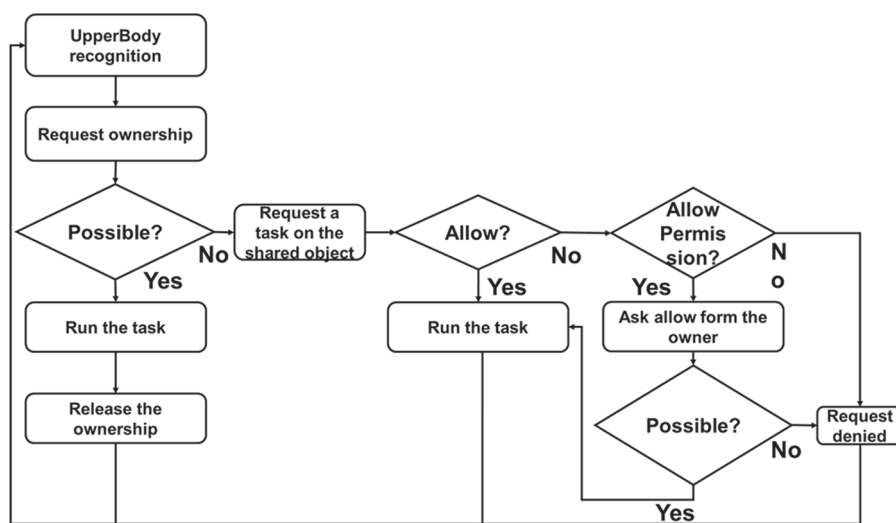 UpperBody
recognition
Request ownership
Possible?
No
Yes
Request a
task on the
shared object
Allow?
No
Yes
Allow
Permis
sion?
N
o
Yes
Run the task
Run the task
Ask allow form the
owner
Release the
ownership
Possible?
No
Yes
Request
denied